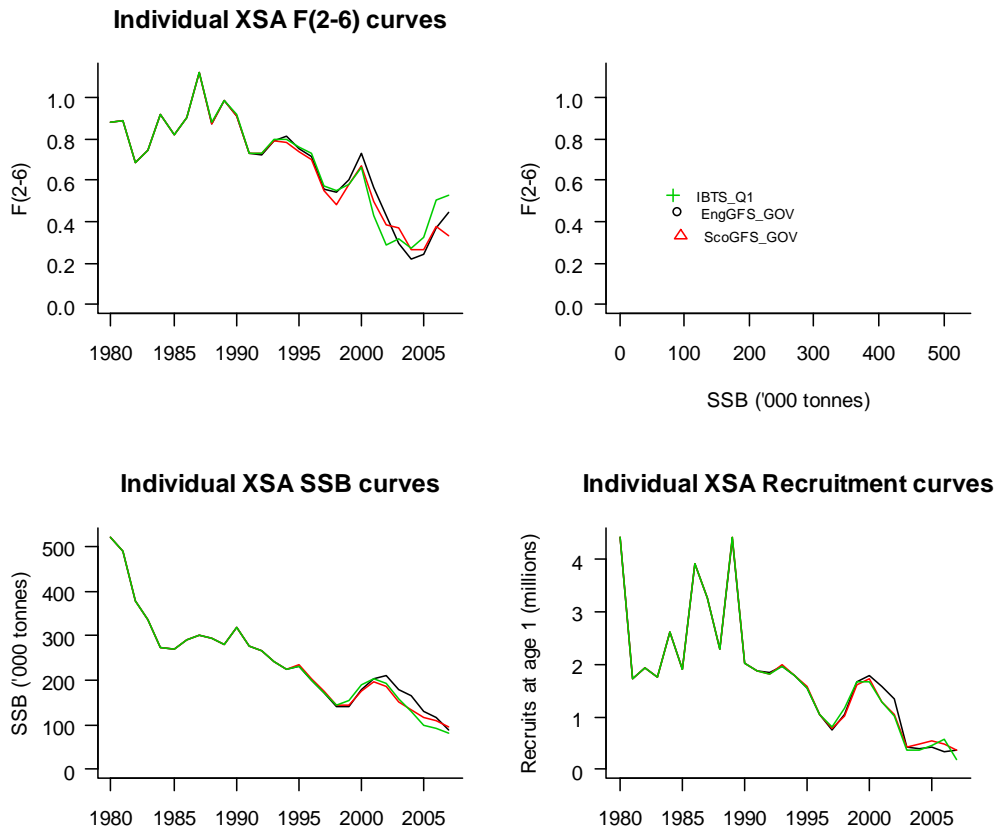 Individual XSA F(2-6) curves
F(2-6)
1.0
0.8
0.6
0.4
0.2
0.0
1980 1985 1990 1995 2000 2005
F(2-6)
1.0
0.8
0.6
0.4
0.2
0.0
IBTS_Q1
EngGFS_GOV
ScoGFS_GOV
0 100 200 300 400 500
SSB ('000 tonnes)
Individual XSA SSB curves
SSB ('000 tonnes)
500
400
300
200
100
0
1980 1985 1990 1995 2000 2005
Individual XSA Recruitment curves
Recruits at age 1 (millions)
4
3
2
1
0
1980 1985 1990 1995 2000 2005